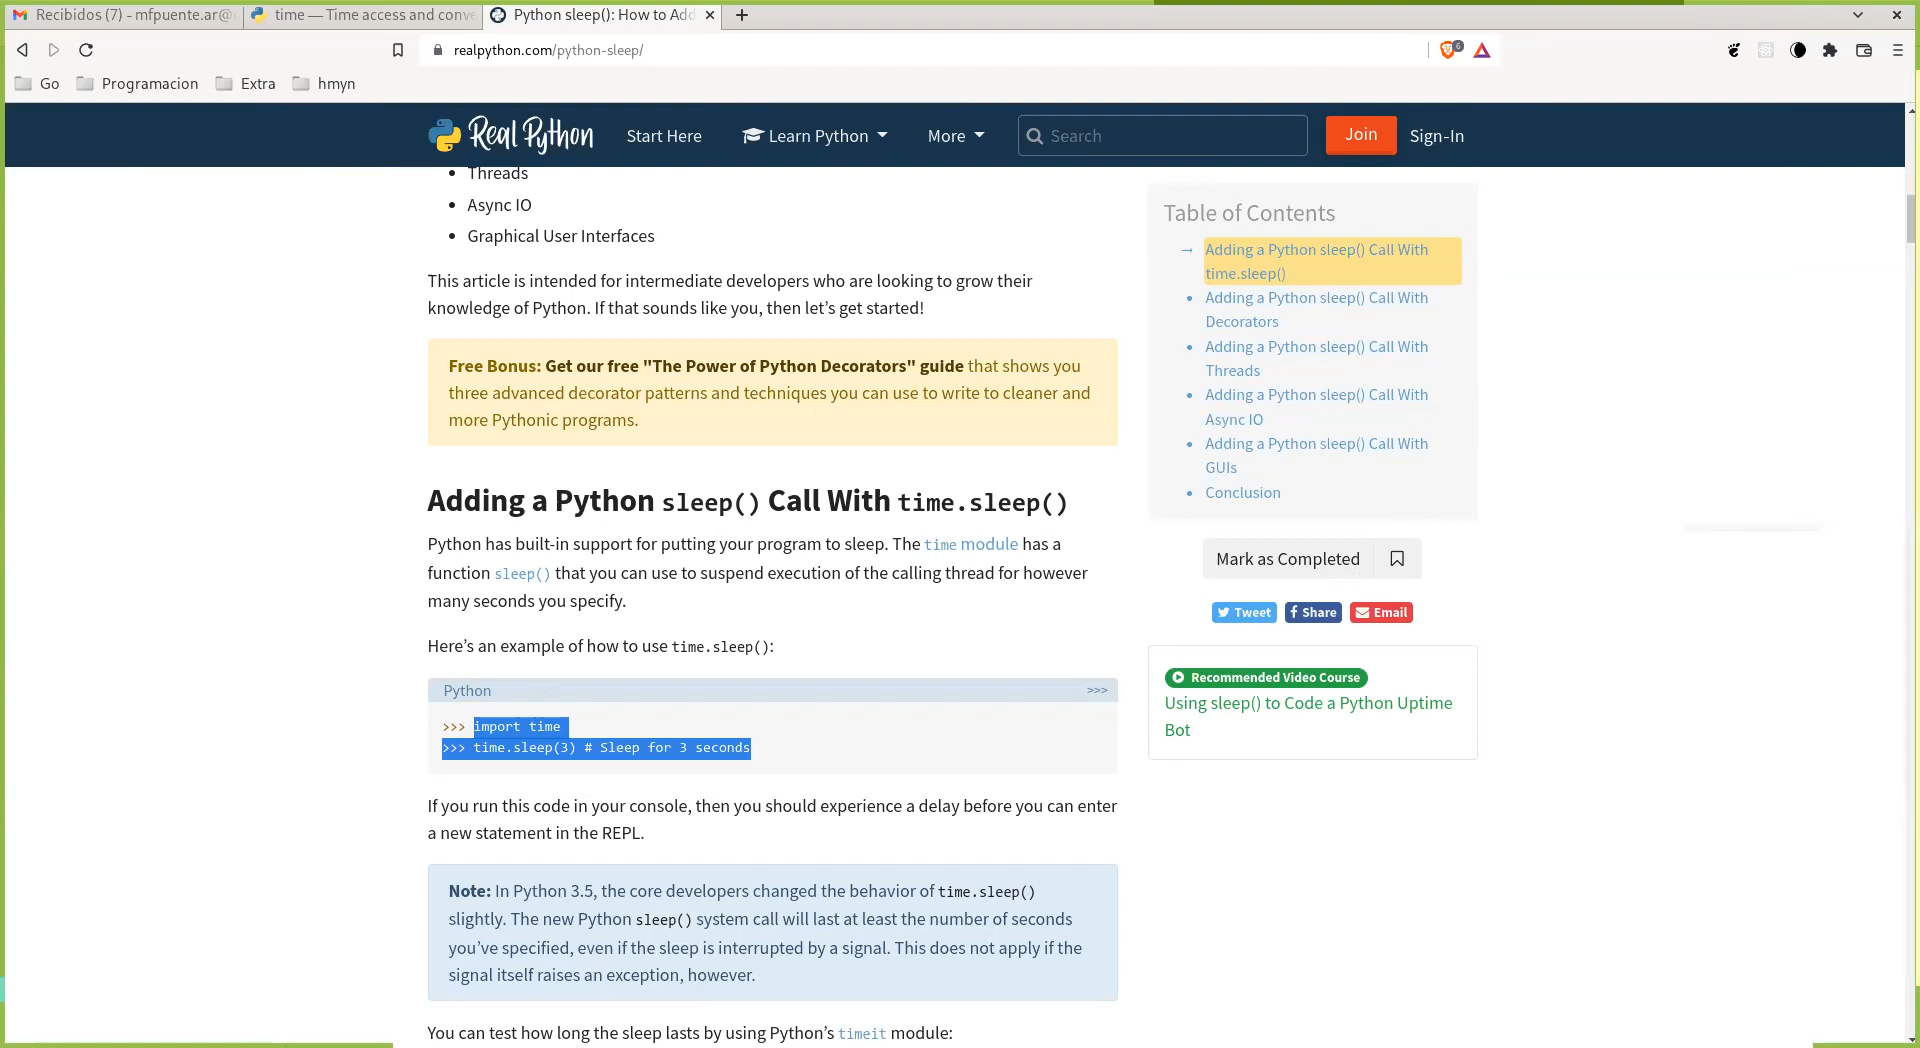 Recibidos (7) - mfpuente.ar@
time — Time access and conve
Python sleep(): How to Add
realpython.com/python-sleep/
6
Go
Programacion
Extra
hmyn
Real Python
Start Here
Learn Python
More
Search
Join
Sign-In
• Threads
• Async IO
• Graphical User Interfaces
This article is intended for intermediate developers who are looking to grow their
knowledge of Python. If that sounds like you, then let’s get started!
Free Bonus: Get our free "The Power of Python Decorators" guide that shows you
three advanced decorator patterns and techniques you can use to write to cleaner and
more Pythonic programs.
Adding a Python sleep() Call With time.sleep()
Python has built-in support for putting your program to sleep. The time module has a
function sleep() that you can use to suspend execution of the calling thread for however
many seconds you specify.
Here’s an example of how to use time.sleep():
Python >>>
>>> import time
>>> time.sleep(3) # Sleep for 3 seconds
If you run this code in your console, then you should experience a delay before you can enter
a new statement in the REPL.
Note: In Python 3.5, the core developers changed the behavior of time.sleep()
slightly. The new Python sleep() system call will last at least the number of seconds
you’ve specified, even if the sleep is interrupted by a signal. This does not apply if the
signal itself raises an exception, however.
You can test how long the sleep lasts by using Python’s timeit module:
Table of Contents
→ Adding a Python sleep() Call With
time.sleep()
• Adding a Python sleep() Call With
Decorators
• Adding a Python sleep() Call With
Threads
• Adding a Python sleep() Call With
Async IO
• Adding a Python sleep() Call With
GUIs
• Conclusion
Mark as Completed
Tweet
Share
Email
Recommended Video Course
Using sleep() to Code a Python Uptime
Bot